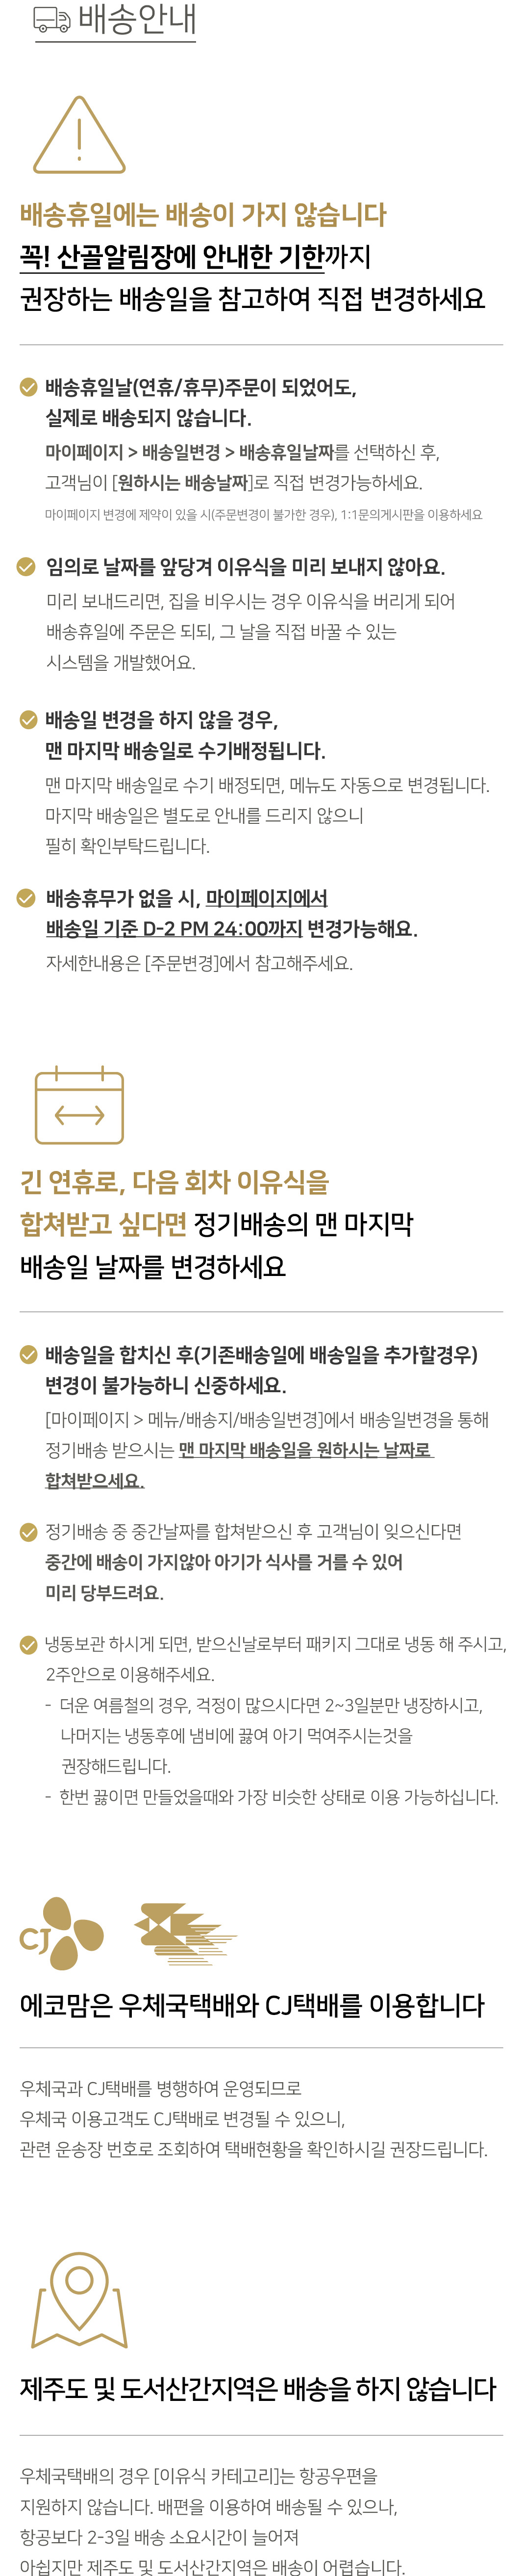 배송안내
배송휴일에는 배송이 가지 않습니다
꼭! 산골알림장에 안내한 기한까지
권장하는 배송일을 참고하여 직접 변경하세요
배송휴일날(연휴/휴무)주문이 되었어도,
실제로 배송되지 않습니다.
마이페이지 > 배송일변경 > 배송휴일날짜를 선택하신 후,
고객님이 [원하시는 배송날짜]로 직접 변경가능하세요.
마이페이지 변경에 제약이 있을 시(주문변경이 불가한 경우), 1:1문의게시판을 이용하세요
임의로 날짜를 앞당겨 이유식을 미리 보내지 않아요.
미리 보내드리면, 집을 비우시는 경우 이유식을 버리게 되어
배송휴일에 주문은 되되, 그 날을 직접 바꿀 수 있는
시스템을 개발했어요.
배송일 변경을 하지 않을 경우,
맨 마지막 배송일로 수기배정됩니다.
맨 마지막 배송일로 수기 배정되면, 메뉴도 자동으로 변경됩니다.
마지막 배송일은 별도로 안내를 드리지 않으니
필히 확인부탁드립니다.
배송휴무가 없을 시, 마이페이지에서
배송일 기준 D-2 PM 24:00까지 변경가능해요.
자세한내용은 [주문변경]에서 참고해주세요.
긴 연휴로, 다음 회차 이유식을
합쳐받고 싶다면 정기배송의 맨 마지막
배송일 날짜를 변경하세요
배송일을 합치신 후(기존배송일에 배송일을 추가할경우)
변경이 불가능하니 신중하세요.
[마이페이지 > 메뉴/배송지/배송일변경]에서 배송일변경을 통해
정기배송 받으시는 맨 마지막 배송일을 원하시는 날짜로
합쳐받으세요.
정기배송 중 중간날짜를 합쳐받으신 후 고객님이 잊으신다면
중간에 배송이 가지않아 아기가 식사를 거를 수 있어
미리 당부드려요.
냉동보관 하시게 되면, 받으신날로부터 패키지 그대로 냉동 해 주시고,
2주안으로 이용해주세요.
- 더운 여름철의 경우, 걱정이 많으시다면 2~3일분만 냉장하시고,
나머지는 냉동후에 냄비에 끓여 아기 먹여주시는것을
권장해드립니다.
- 한번 끓이면 만들었을때와 가장 비슷한 상태로 이용 가능하십니다.
CJ
에코맘은 우체국택배와 CJ택배를 이용합니다
우체국과 CJ택배를 병행하여 운영되므로
우체국 이용고객도 CJ택배로 변경될 수 있으니,
관련 운송장 번호로 조회하여 택배현황을 확인하시길 권장드립니다.
제주도 및 도서산간지역은 배송을 하지 않습니다
우체국택배의 경우 [이유식 카테고리]는 항공우편을
지원하지 않습니다. 배편을 이용하여 배송될 수 있으나,
항공보다 2-3일 배송 소요시간이 늘어져
아쉽지만 제주도 및 도서산간지역은 배송이 어렵습니다.